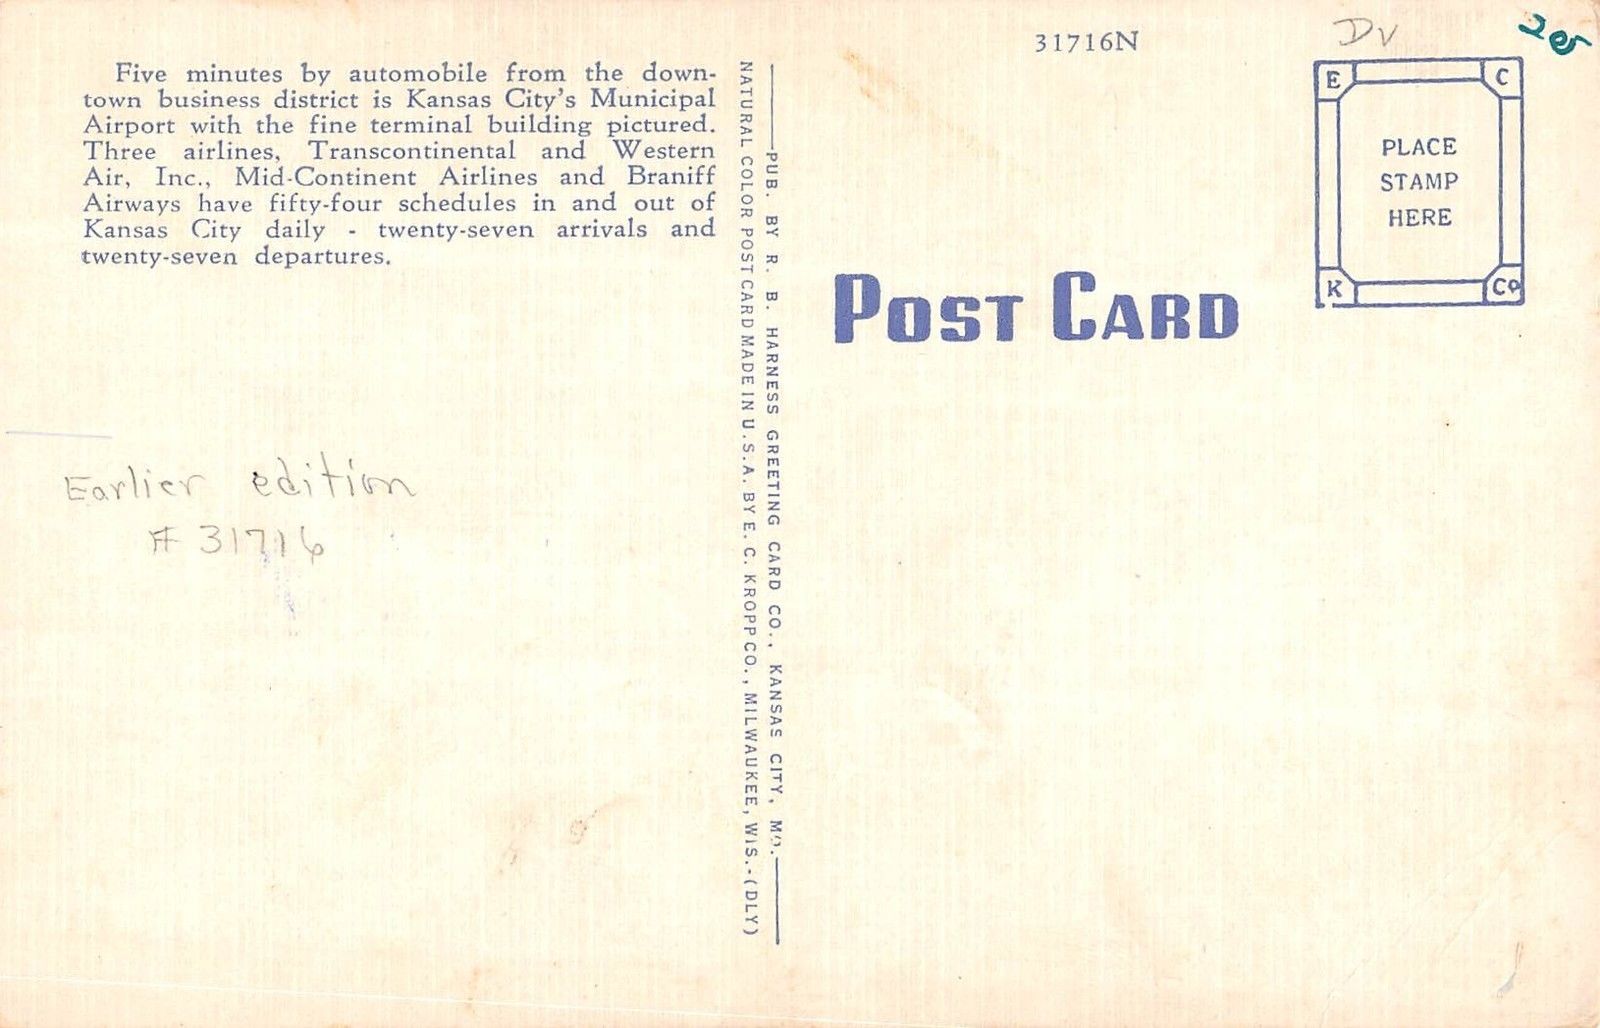 Five minutes by automobile from the down-
town business district is Kansas City's Municipal
Airport with the fine terminal building pictured.
Three airlines, Transcontinental and Western
Air, Inc., Mid-Continent Airlines and Braniff
Airways have fifty-four schedules in and out of
Kansas City daily - twenty-seven arrivals and
twenty-seven departures.
Earlier edition
# 31716
PUB. BY R. B. HARNESS GREETING CARD CO., KANSAS CITY, MO.
NATURAL COLOR POST CARD MADE IN U.S.A. BY E. C. KROPP CO., MILWAUKEE, WIS.-(DLY)
31716N
POST CARD
E C
PLACE
STAMP
HERE
K Co